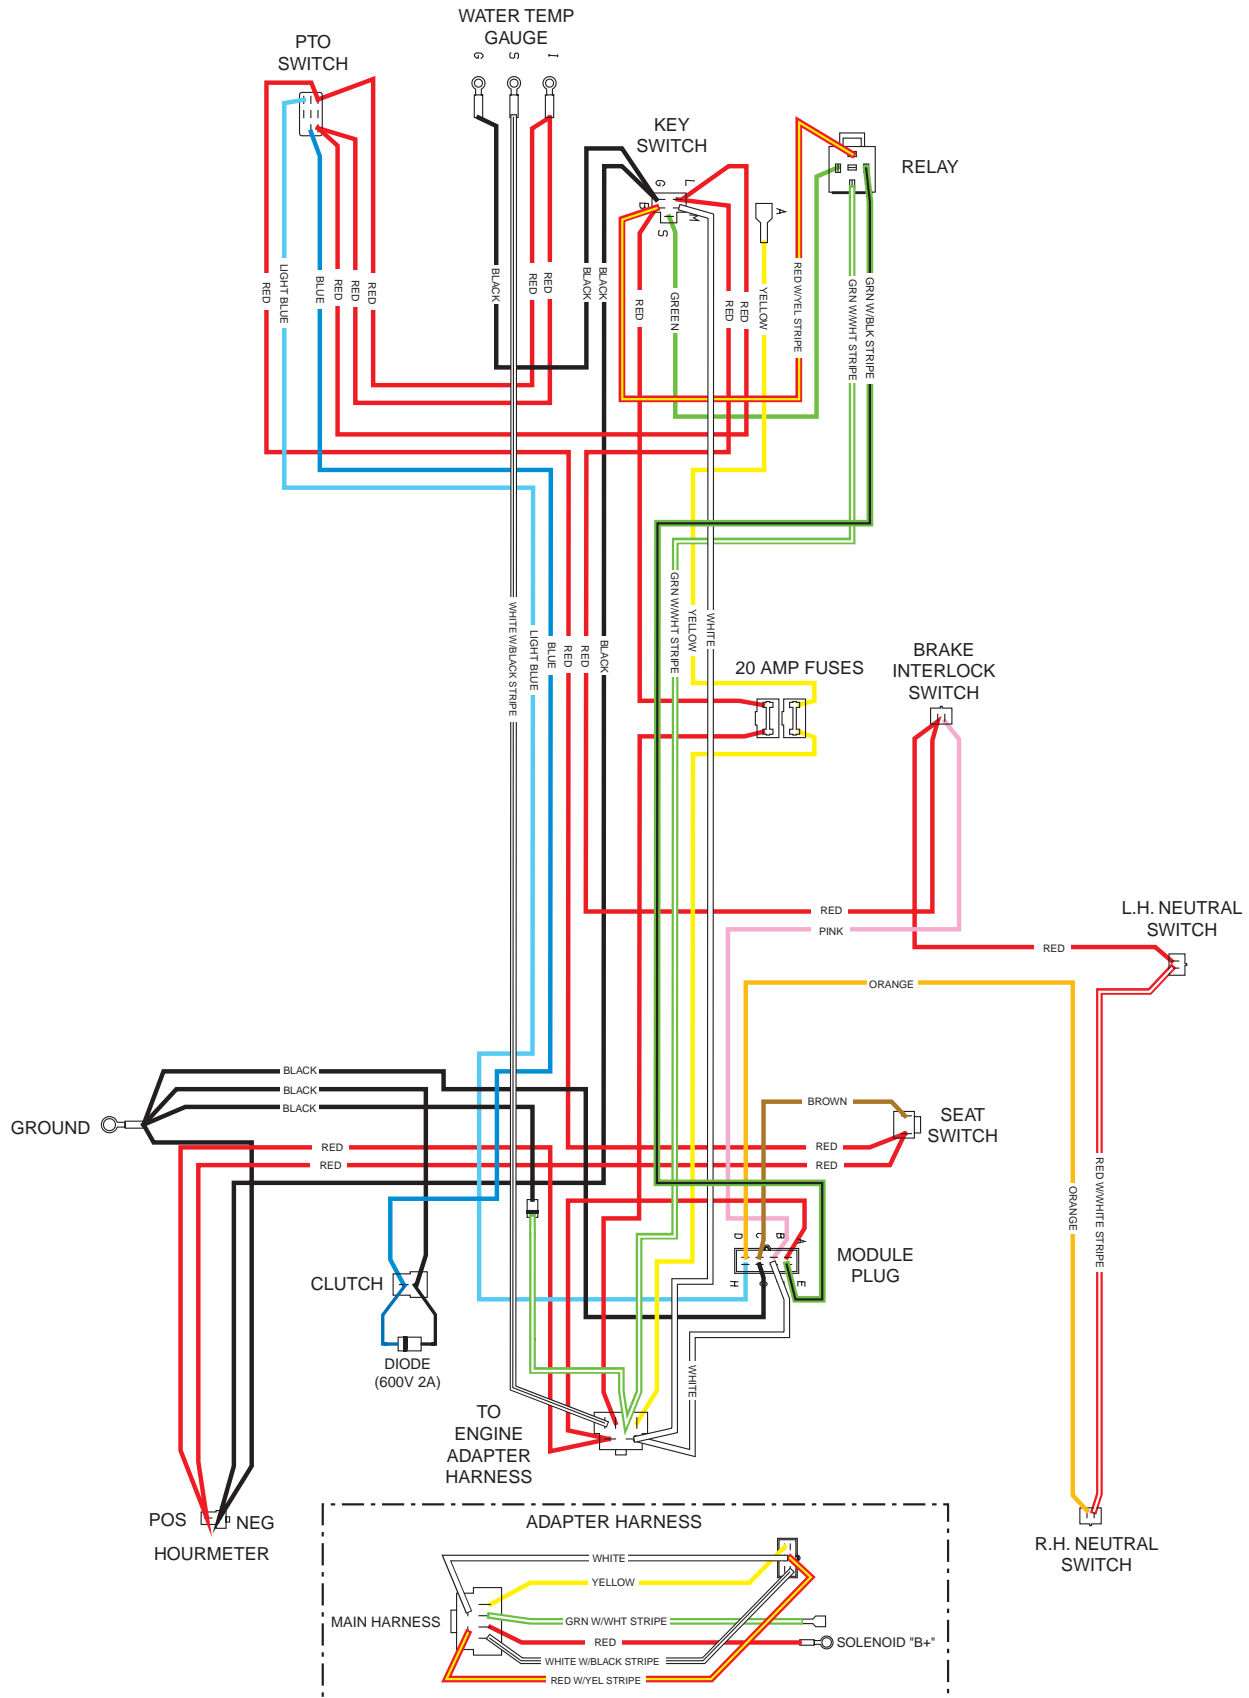 WATER TEMP
GAUGE
G
S
I
PTO
SWITCH
KEY
SWITCH
RELAY
G
L
B
M
S
A
RED
LIGHT BLUE
BLUE
RED
RED
RED
BLACK
RED
RED
BLACK
BLACK
RED
GREEN
RED
RED
YELLOW
RED W/YEL STRIPE
GRN W/WHT STRIPE
GRN W/BLK STRIPE
WHITE W/BLACK STRIPE
LIGHT BLUE
BLUE
RED
RED
BLACK
GRN W/WHT STRIPE
YELLOW
WHITE
20 AMP FUSES
BRAKE
INTERLOCK
SWITCH
RED
PINK
RED
L.H. NEUTRAL
SWITCH
ORANGE
BLACK
BLACK
BLACK
GROUND
BROWN
SEAT
SWITCH
RED
RED
RED
RED
ORANGE
RED W/WHITE STRIPE
D
C
B
A
H
G
E
MODULE
PLUG
CLUTCH
DIODE
(600V 2A)
WHITE
TO
ENGINE
ADAPTER
HARNESS
POS
NEG
HOURMETER
R.H. NEUTRAL
SWITCH
ADAPTER HARNESS
WHITE
YELLOW
MAIN HARNESS
GRN W/WHT STRIPE
RED
SOLENOID "B+"
WHITE W/BLACK STRIPE
RED W/YEL STRIPE